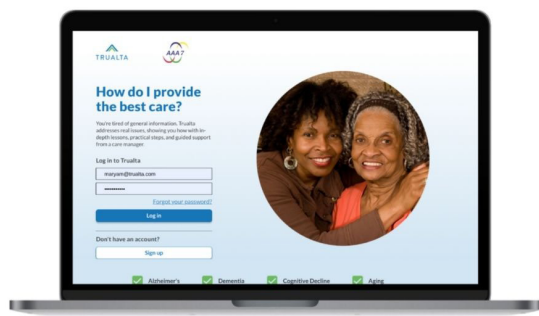 TRUALTA
AAA7
How do I provide
the best care?
You're tired of general information. Trualta
addresses real issues, showing you how with in-
depth lessons, practical steps, and guided support
from a care manager.
Log in to Trualta
maryam@trualta.com
Forgot your password?
Log in
Don't have an account?
Sign up
Alzheimer's
Dementia
Cognitive Decline
Aging